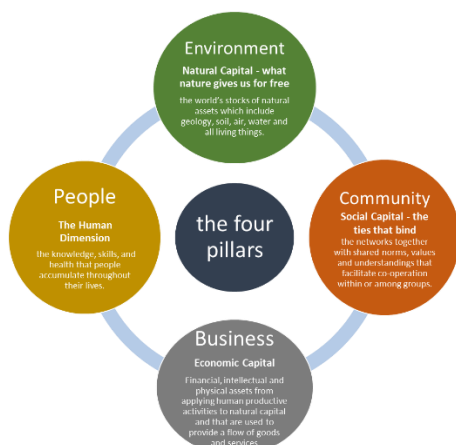 Environment
Natural Capital - what
nature gives us for free
the world's stocks of natural
assets which include
geology, soil, air, water and
all living things.
People
The Human
Dimension
the knowledge, skills, and
health that people
accumulate throughout
their lives.
the four
pillars
Community
Social Capital - the
ties that bind
the networks together
with shared norms, values
and understandings that
facilitate co-operation
within or among groups.
Business
Economic Capital
Financial, intellectual and
physical assets from
applying human productive
activities to natural capital
and that are used to
provide a flow of goods
and services